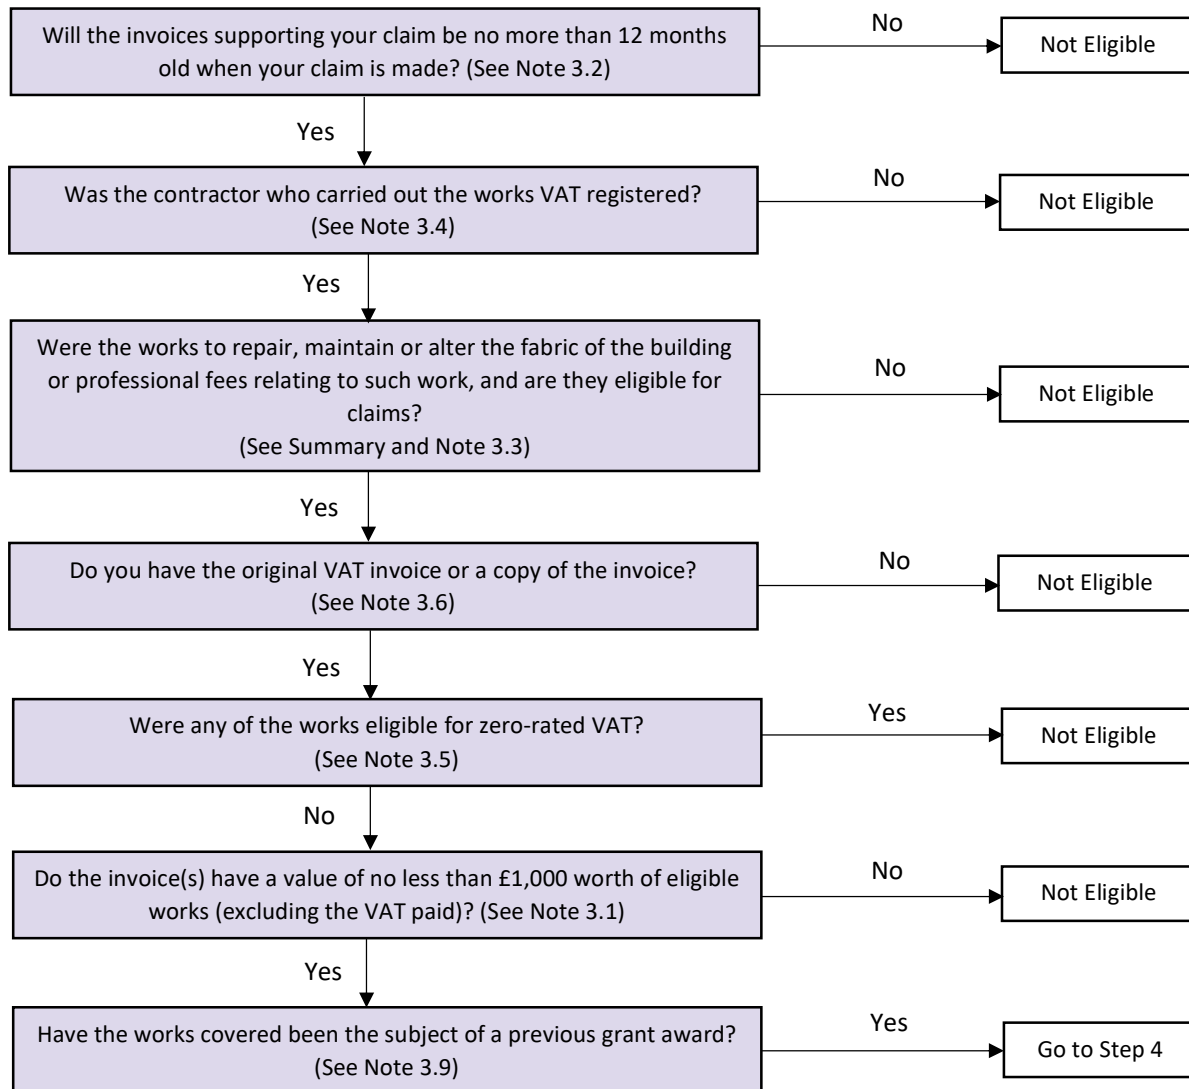 Will the invoices supporting your claim be no more than 12 months
old when your claim is made? (See Note 3.2)
No
Not Eligible
Yes
Was the contractor who carried out the works VAT registered?
(See Note 3.4)
No
Not Eligible
Yes
Were the works to repair, maintain or alter the fabric of the building
or professional fees relating to such work, and are they eligible for
claims?
(See Summary and Note 3.3)
No
Not Eligible
Yes
Do you have the original VAT invoice or a copy of the invoice?
(See Note 3.6)
No
Not Eligible
Yes
Were any of the works eligible for zero-rated VAT?
(See Note 3.5)
Yes
Not Eligible
No
Do the invoice(s) have a value of no less than £1,000 worth of eligible
works (excluding the VAT paid)? (See Note 3.1)
No
Not Eligible
Yes
Have the works covered been the subject of a previous grant award?
(See Note 3.9)
Yes
Go to Step 4